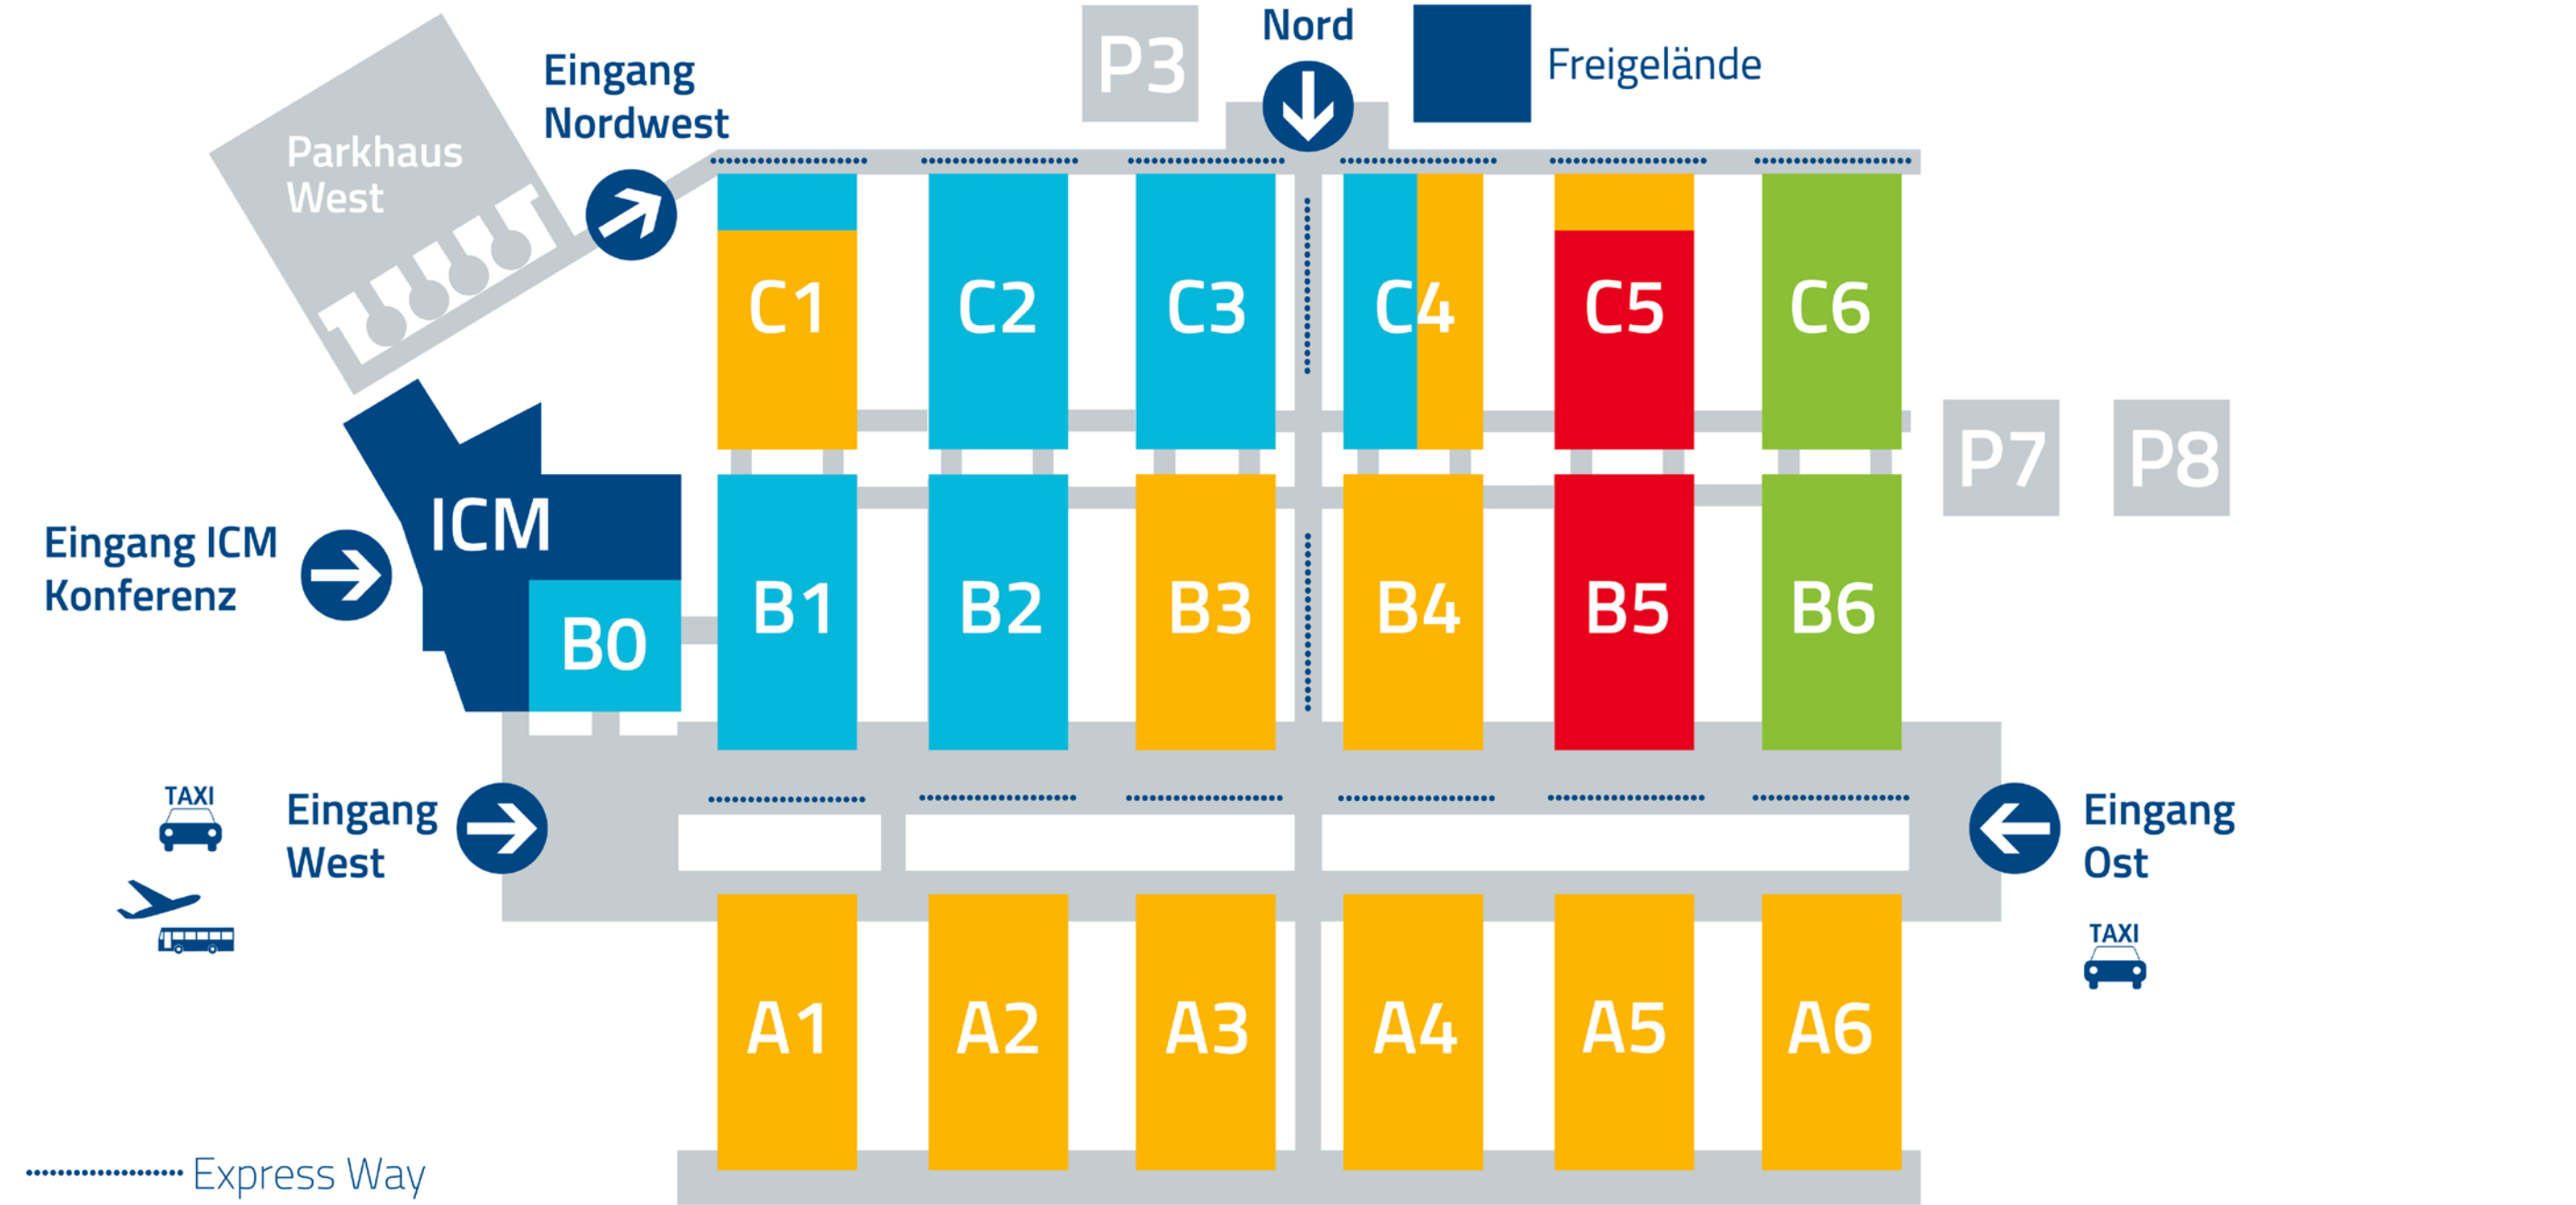 Nord
P3
Freigelände
Eingang
Nordwest
Parkhaus
West
C1
C2
C3
C4
C5
C6
P7
P8
ICM
Eingang ICM
Konferenz
B0
B1
B2
B3
B4
B5
B6
TAXI
Eingang
West
Eingang
Ost
TAXI
A1
A2
A3
A4
A5
A6
Express Way